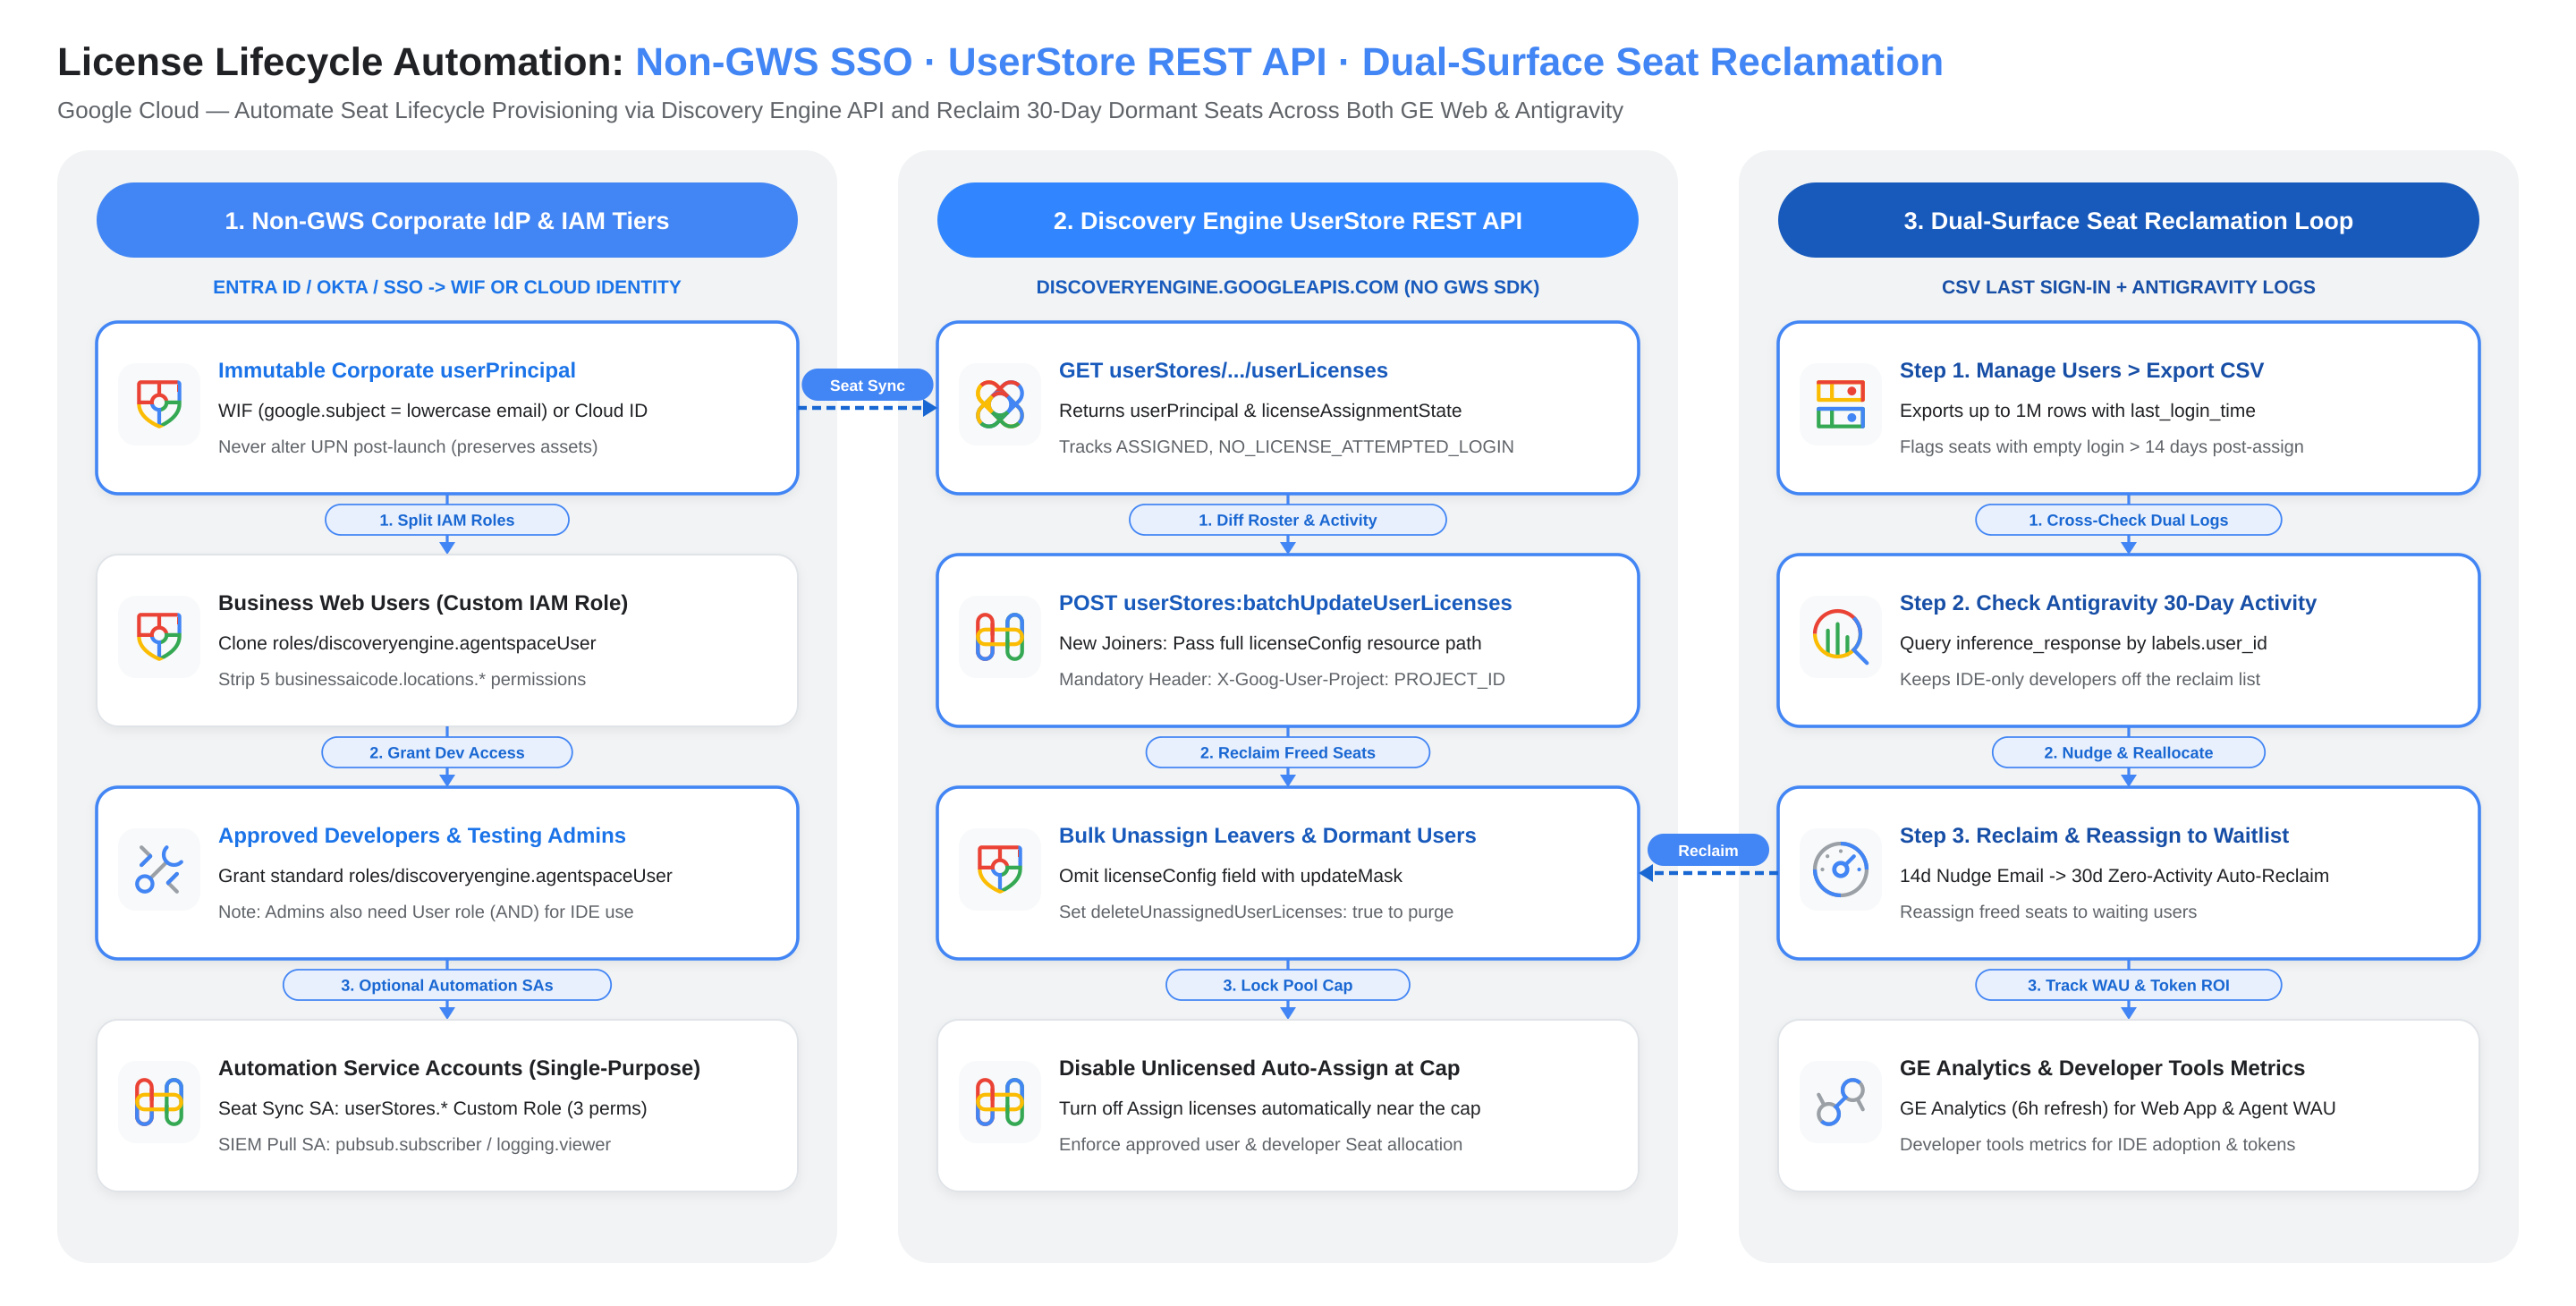 License Lifecycle Automation: Non-GWS SSO · UserStore REST API · Dual-Surface Seat Reclamation
Google Cloud — Automate Seat Lifecycle Provisioning via Discovery Engine API and Reclaim 30-Day Dormant Seats Across Both GE Web & Antigravity
1. Non-GWS Corporate IdP & IAM Tiers
ENTRA ID / OKTA / SSO -> WIF OR CLOUD IDENTITY
Immutable Corporate userPrincipal
WIF (google.subject = lowercase email) or Cloud ID
Never alter UPN post-launch (preserves assets)
1. Split IAM Roles
Business Web Users (Custom IAM Role)
Clone roles/discoveryengine.agentspaceUser
Strip 5 businessaicode.locations.* permissions
2. Grant Dev Access
Approved Developers & Testing Admins
Grant standard roles/discoveryengine.agentspaceUser
Note: Admins also need User role (AND) for IDE use
3. Optional Automation SAs
Automation Service Accounts (Single-Purpose)
Seat Sync SA: userStores.* Custom Role (3 perms)
SIEM Pull SA: pubsub.subscriber / logging.viewer
Seat Sync
2. Discovery Engine UserStore REST API
DISCOVERYENGINE.GOOGLEAPIS.COM (NO GWS SDK)
GET userStores/.../userLicenses
Returns userPrincipal & licenseAssignmentState
Tracks ASSIGNED, NO_LICENSE_ATTEMPTED_LOGIN
1. Diff Roster & Activity
POST userStores:batchUpdateUserLicenses
New Joiners: Pass full licenseConfig resource path
Mandatory Header: X-Goog-User-Project: PROJECT_ID
2. Reclaim Freed Seats
Bulk Unassign Leavers & Dormant Users
Omit licenseConfig field with updateMask
Set deleteUnassignedUserLicenses: true to purge
3. Lock Pool Cap
Disable Unlicensed Auto-Assign at Cap
Turn off Assign licenses automatically near the cap
Enforce approved user & developer Seat allocation
Reclaim
3. Dual-Surface Seat Reclamation Loop
CSV LAST SIGN-IN + ANTIGRAVITY LOGS
Step 1. Manage Users > Export CSV
Exports up to 1M rows with last_login_time
Flags seats with empty login > 14 days post-assign
1. Cross-Check Dual Logs
Step 2. Check Antigravity 30-Day Activity
Query inference_response by labels.user_id
Keeps IDE-only developers off the reclaim list
2. Nudge & Reallocate
Step 3. Reclaim & Reassign to Waitlist
14d Nudge Email -> 30d Zero-Activity Auto-Reclaim
Reassign freed seats to waiting users
3. Track WAU & Token ROI
GE Analytics & Developer Tools Metrics
GE Analytics (6h refresh) for Web App & Agent WAU
Developer tools metrics for IDE adoption & tokens